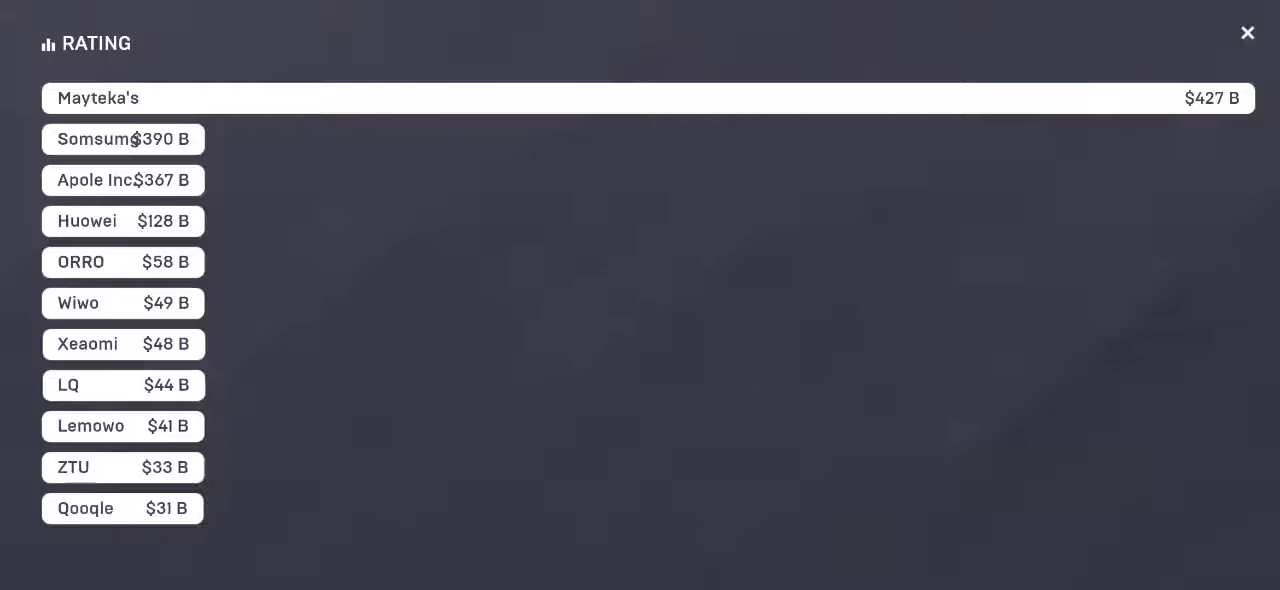 RATING
Mayteka's $427 B
Somsung $390 B
Apole Inc. $367 B
Huowei $128 B
ORRO $58 B
Wiwo $49 B
Xeaomi $48 B
LQ $44 B
Lemowo $41 B
ZTU $33 B
Qooqle $31 B